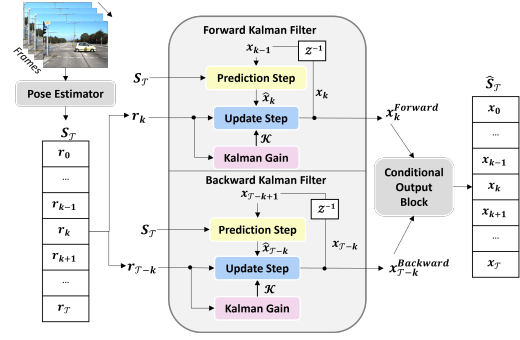 Frames
Pose Estimator
S_𝒯
r_0
...
r_{k-1}
r_k
r_{k+1}
...
r_𝒯
Forward Kalman Filter
x_{k-1}
z^{-1}
S_𝒯
Prediction Step
x̂_k
x_k
r_k
Update Step
𝒦
Kalman Gain
x_k^{Forward}
Backward Kalman Filter
x_{𝒯-k+1}
z^{-1}
S_𝒯
Prediction Step
x̂_{𝒯-k}
x_{𝒯-k}
r_{𝒯-k}
Update Step
𝒦
Kalman Gain
x_{𝒯-k}^{Backward}
Conditional
Output
Block
Ŝ_𝒯
x_0
...
x_{k-1}
x_k
x_{k+1}
...
x_𝒯